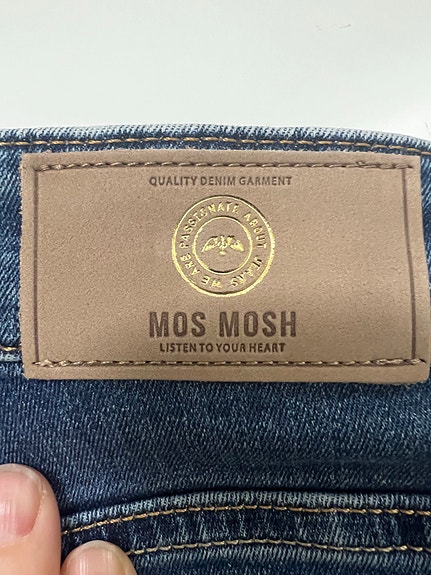 QUALITY DENIM GARMENT
WE ARE PASSIONATE ABOUT JEANS
MOS MOSH
LISTEN TO YOUR HEART